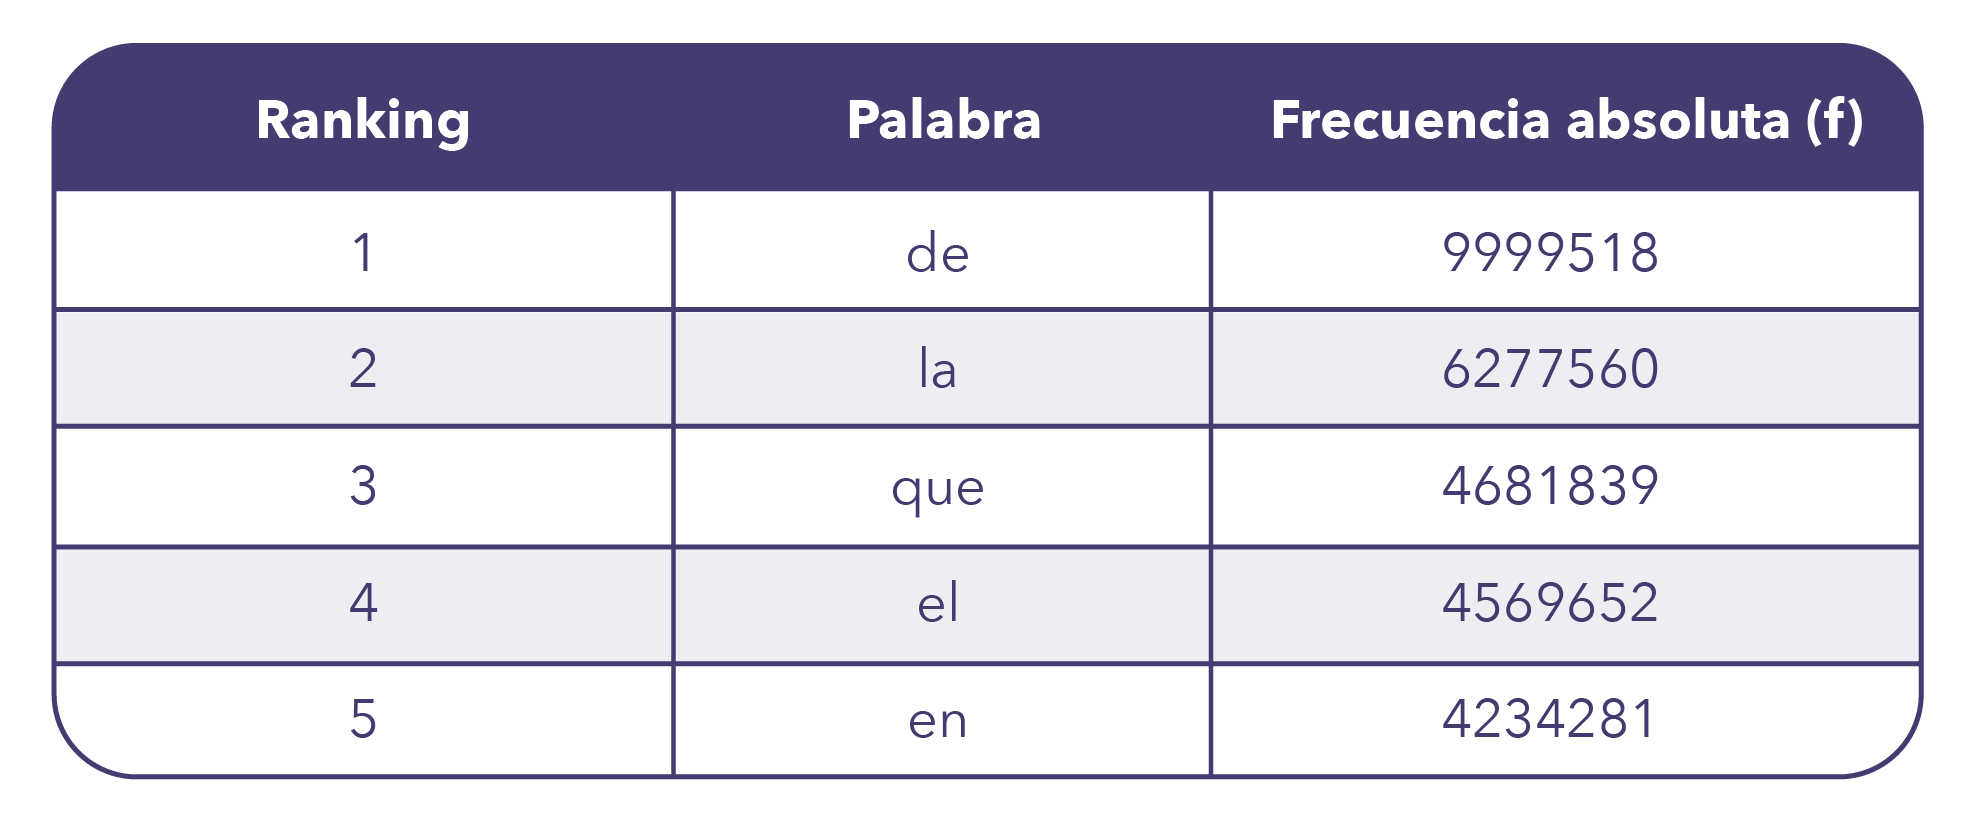 Ranking Palabra Frecuencia absoluta (f)
1 de 9999518
2 la 6277560
3 que 4681839
4 el 4569652
5 en 4234281